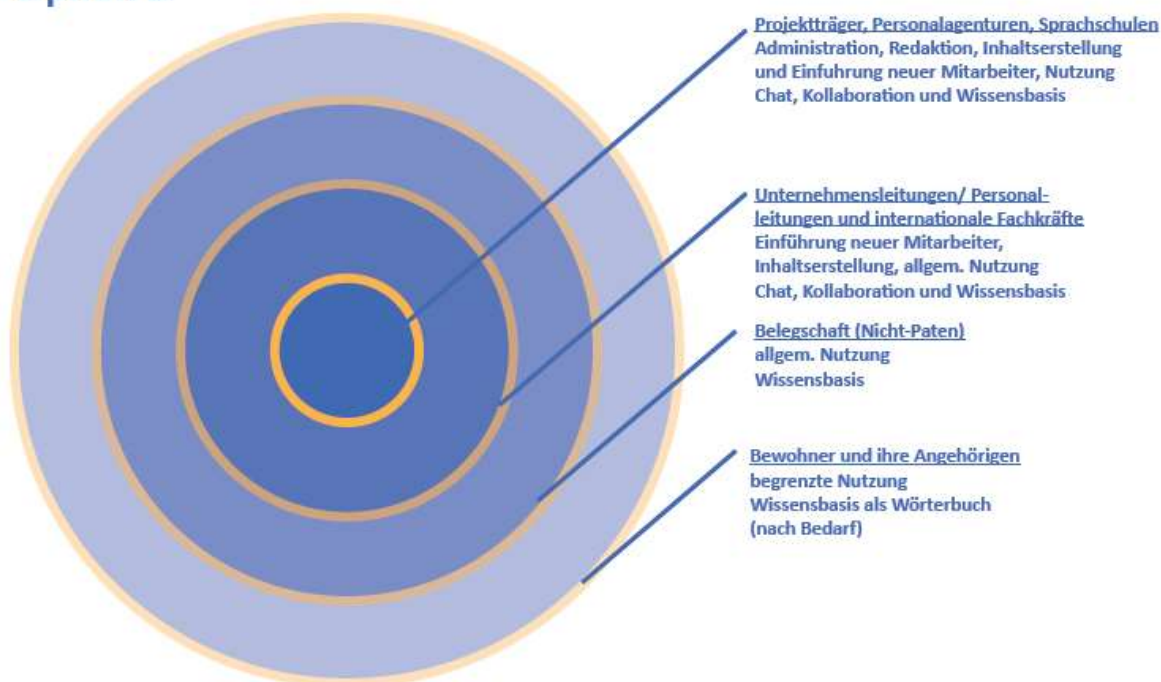 Projektträger, Personalagenturen, Sprachschulen
Administration, Redaktion, Inhaltserstellung
und Einfuhrung neuer Mitarbeiter, Nutzung
Chat, Kollaboration und Wissensbasis
Unternehmensleitungen/ Personal-
leitungen und internationale Fachkräfte
Einführung neuer Mitarbeiter,
Inhaltserstellung, allgem. Nutzung
Chat, Kollaboration und Wissensbasis
Belegschaft (Nicht-Paten)
allgem. Nutzung
Wissensbasis
Bewohner und ihre Angehörigen
begrenzte Nutzung
Wissensbasis als Wörterbuch
(nach Bedarf)